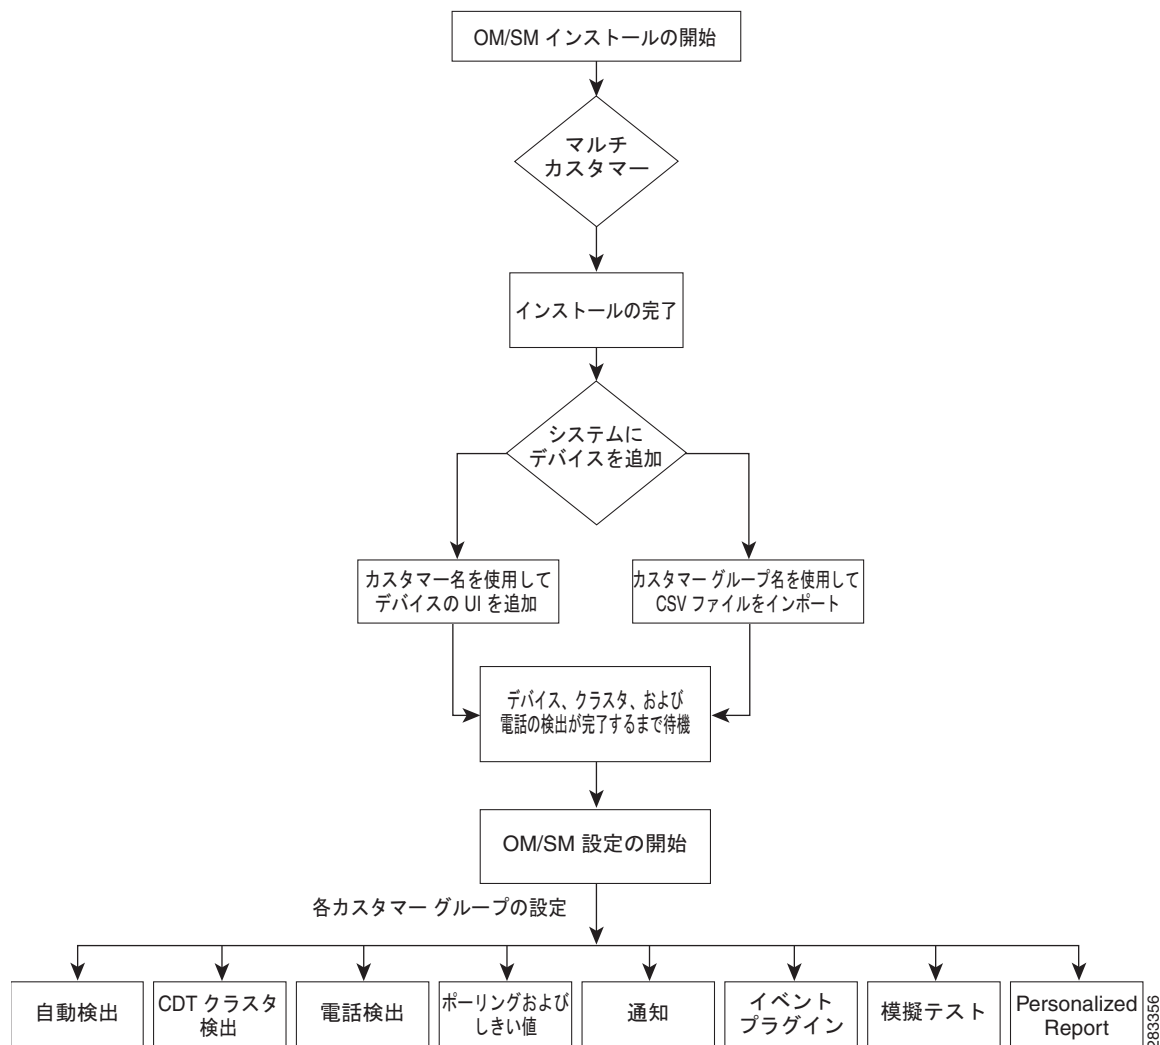 OM/SM インストールの開始
マルチ
カスタマー
インストールの完了
システムに
デバイスを追加
カスタマー名を使用して
デバイスの UI を追加
カスタマー グループ名を使用して
CSV ファイルをインポート
デバイス、クラスタ、および
電話の検出が完了するまで待機
OM/SM 設定の開始
各カスタマー グループの設定
自動検出
CDT クラスタ
検出
電話検出
ポーリングおよび
しきい値
通知
イベント
プラグイン
模擬テスト
Personalized
Report
283356